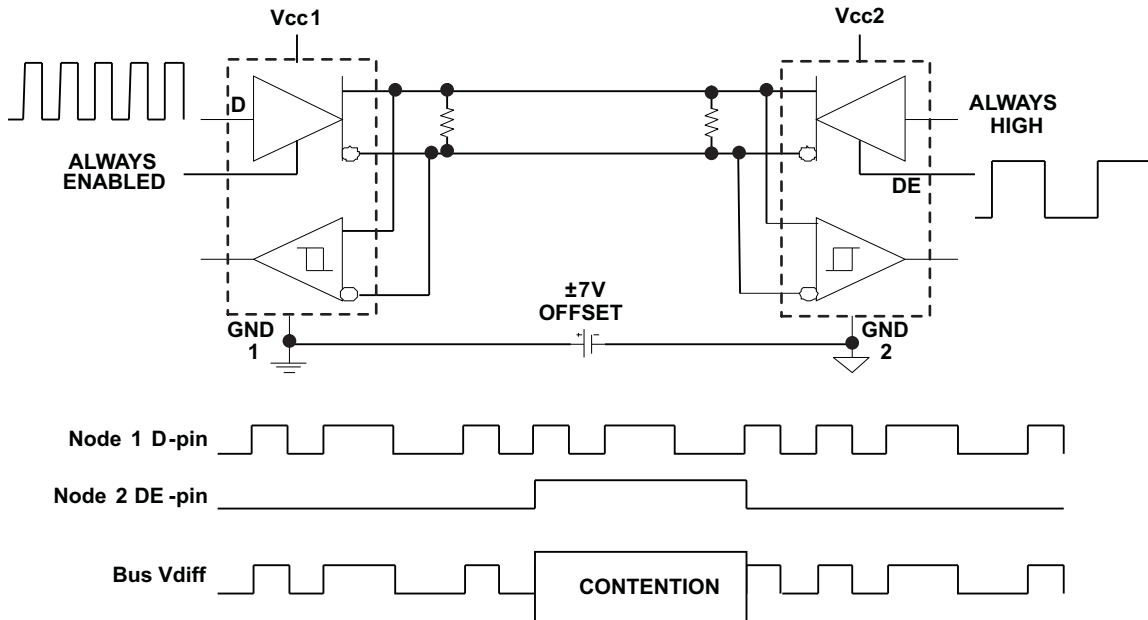 Vcc1
Vcc2
D
ALWAYS
ENABLED
ALWAYS
HIGH
DE
±7V
OFFSET
GND
1
GND
2
Node 1 D-pin
Node 2 DE-pin
Bus Vdiff
CONTENTION